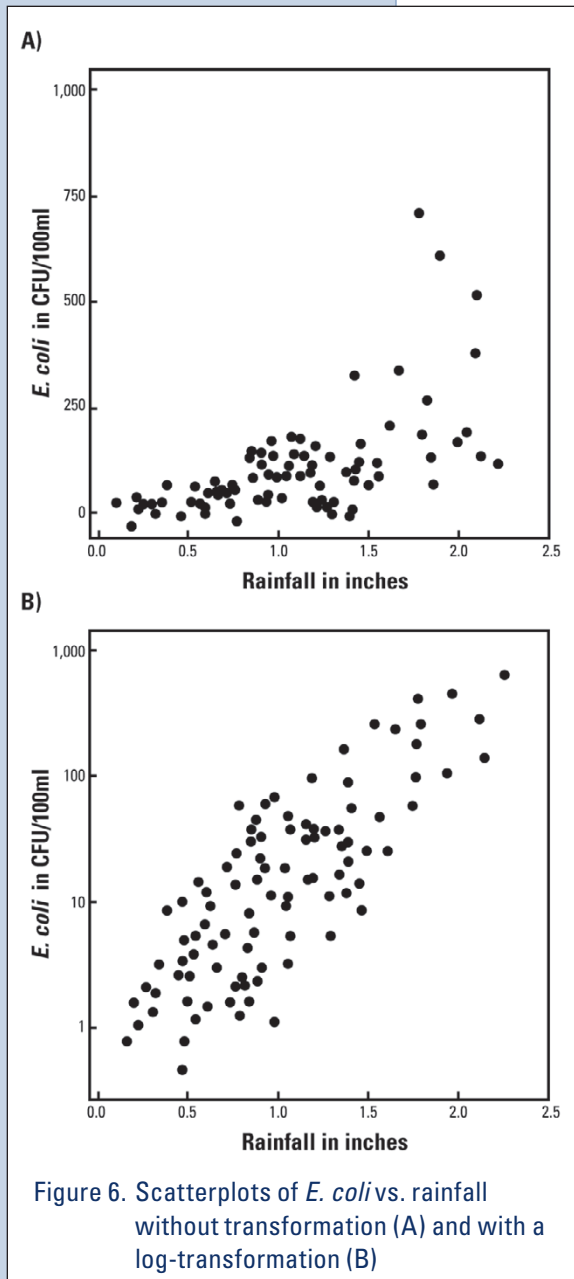 A)
1,000
750
500
250
0
E. coli in CFU/100ml
0.0 0.5 1.0 1.5 2.0 2.5
Rainfall in inches
B)
1,000
100
10
1
E. coli in CFU/100ml
0.0 0.5 1.0 1.5 2.0 2.5
Rainfall in inches
Figure 6. Scatterplots of E. coli vs. rainfall
without transformation (A) and with a
log-transformation (B)